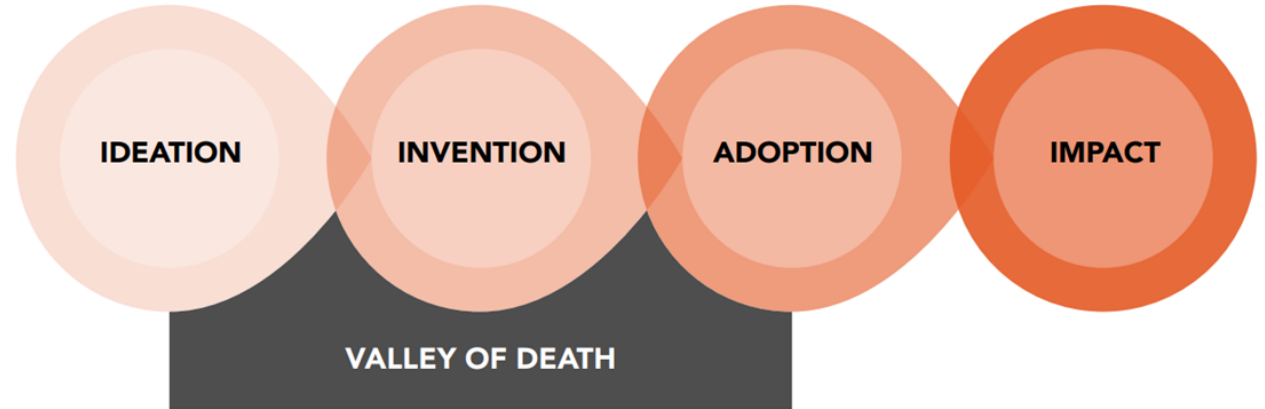 IDEATION
INVENTION
ADOPTION
IMPACT
VALLEY OF DEATH